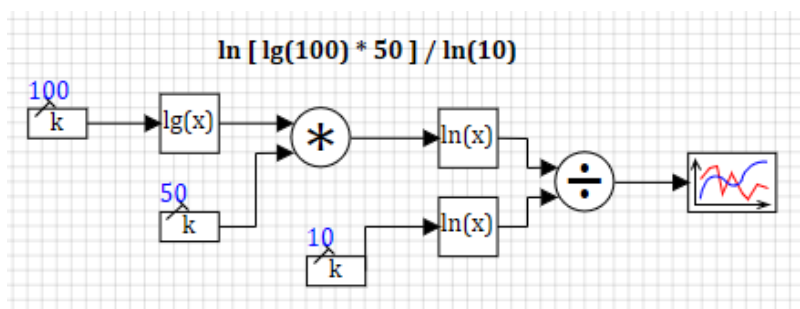 ln [ lg(100) * 50 ] / ln(10)
100
k
lg(x)
*
ln(x)
÷
50
k
ln(x)
10
k